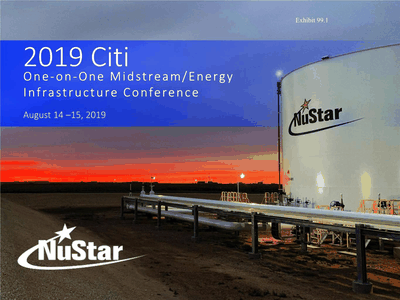 Exhibit 99.1
2019 Citi
One-on-One Midstream/Energy
Infrastructure Conference
August 14 –15, 2019
NuStar
NuStar